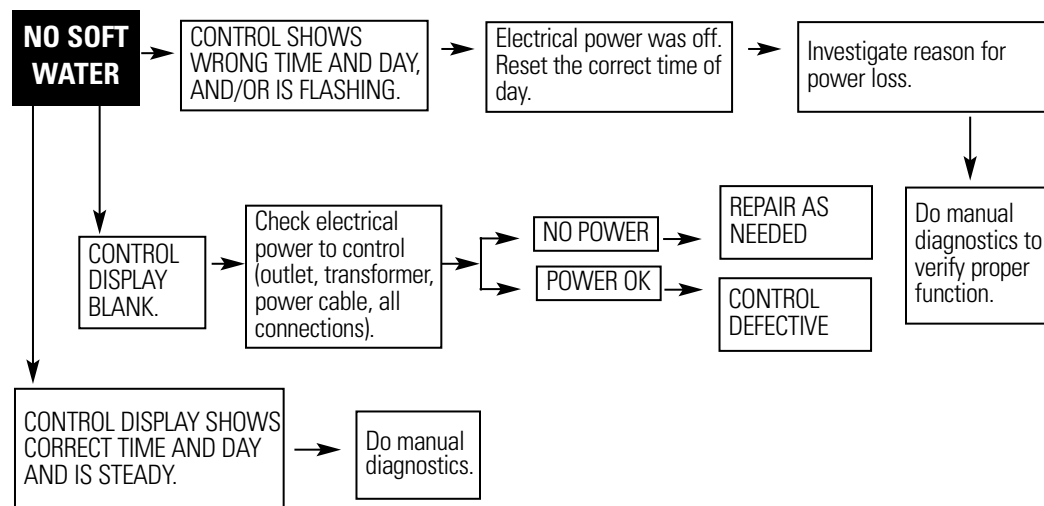 NO SOFT
WATER
CONTROL SHOWS
WRONG TIME AND DAY,
AND/OR IS FLASHING.
Electrical power was off.
Reset the correct time of
day.
Investigate reason for
power loss.
Do manual
diagnostics to
verify proper
function.
CONTROL
DISPLAY
BLANK.
Check electrical
power to control
(outlet, transformer,
power cable, all
connections).
NO POWER
REPAIR AS
NEEDED
POWER OK
CONTROL
DEFECTIVE
CONTROL DISPLAY SHOWS
CORRECT TIME AND DAY
AND IS STEADY.
Do manual
diagnostics.